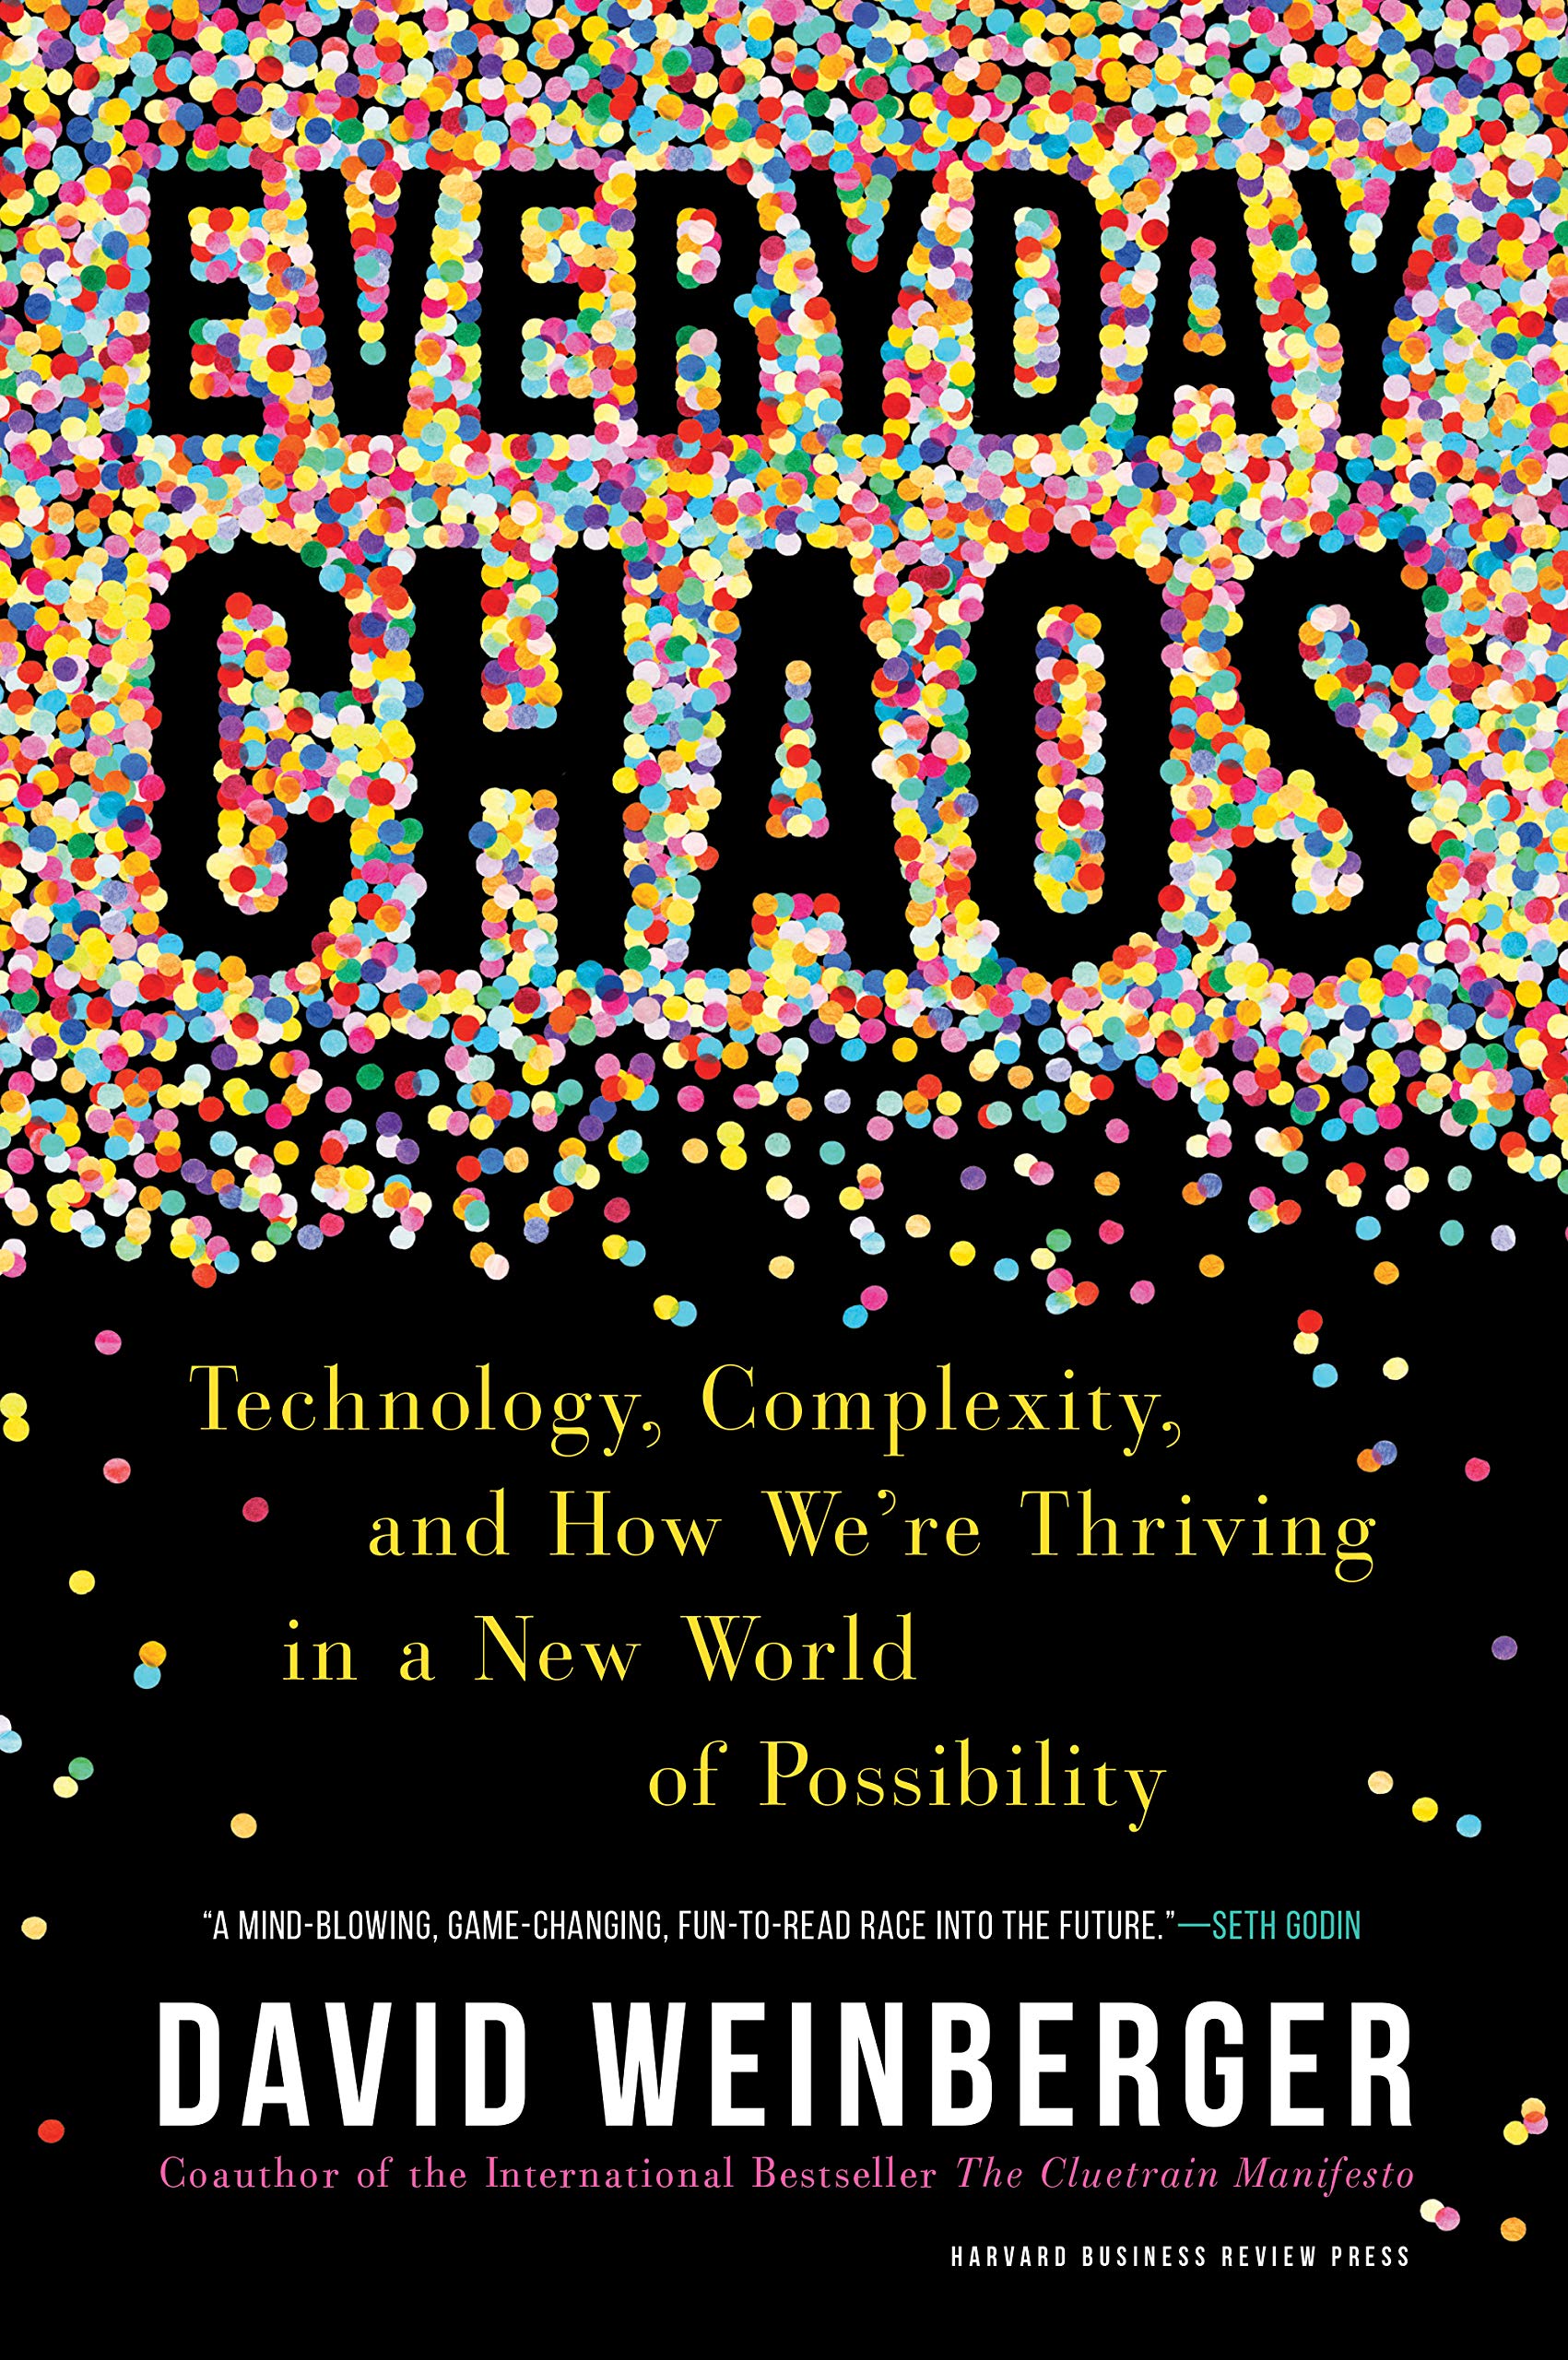 EVERYDAY
CHAOS
Technology, Complexity,
and How We’re Thriving
in a New World
of Possibility
“A MIND-BLOWING, GAME-CHANGING, FUN-TO-READ RACE INTO THE FUTURE.”—SETH GODIN
DAVID WEINBERGER
Coauthor of the International Bestseller The Cluetrain Manifesto
HARVARD BUSINESS REVIEW PRESS